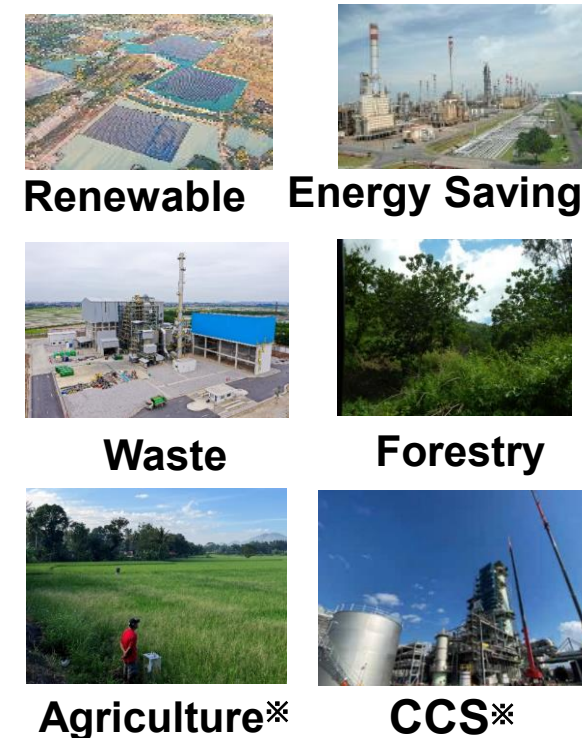 Renewable
Energy Saving
Waste
Forestry
Agriculture※
CCS※